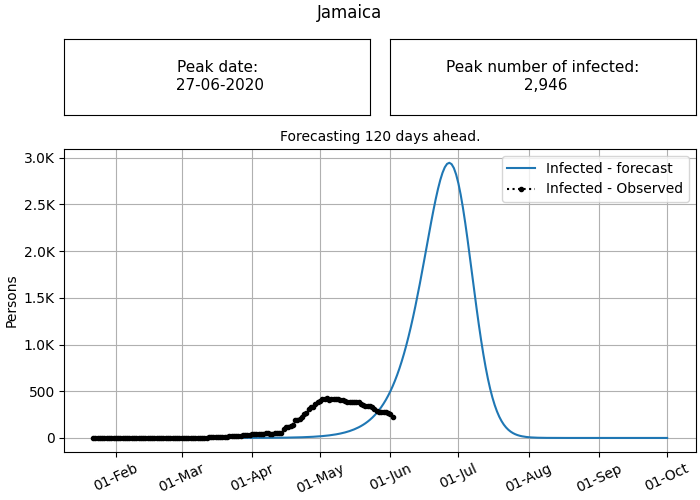 Jamaica
Peak date:
27-06-2020
Peak number of infected:
2,946
Forecasting 120 days ahead.
3.0K
2.5K
2.0K
1.5K
1.0K
500
0
Persons
Infected - forecast
Infected - Observed
01-Feb
01-Mar
01-Apr
01-May
01-Jun
01-Jul
01-Aug
01-Sep
01-Oct